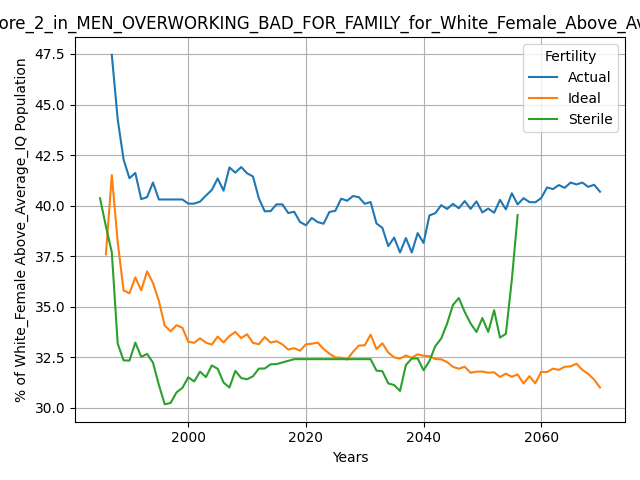 ore_2_in_MEN_OVERWORKING_BAD_FOR_FAMILY_for_White_Female_Above_Av
Fertility
Actual
Ideal
Sterile
% of White_Female Above_Average_IQ Population
47.5
45.0
42.5
40.0
37.5
35.0
32.5
30.0
2000
2020
2040
2060
Years